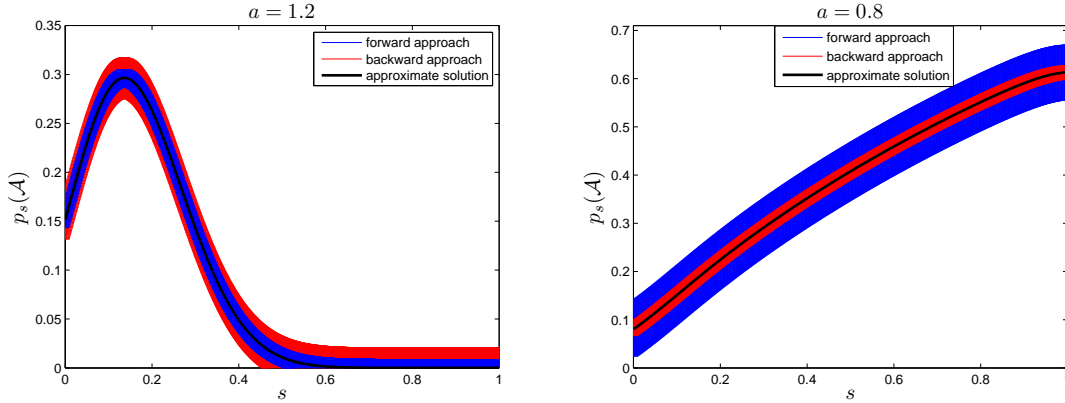 a = 1.2
0.35
0.3
0.25
0.2
0.15
0.1
0.05
0
0
0.2
0.4
0.6
0.8
1
p_s(𝒜)
s
forward approach
backward approach
approximate solution
a = 0.8
0.7
0.6
0.5
0.4
0.3
0.2
0.1
0
0
0.2
0.4
0.6
0.8
p_s(𝒜)
s
forward approach
backward approach
approximate solution